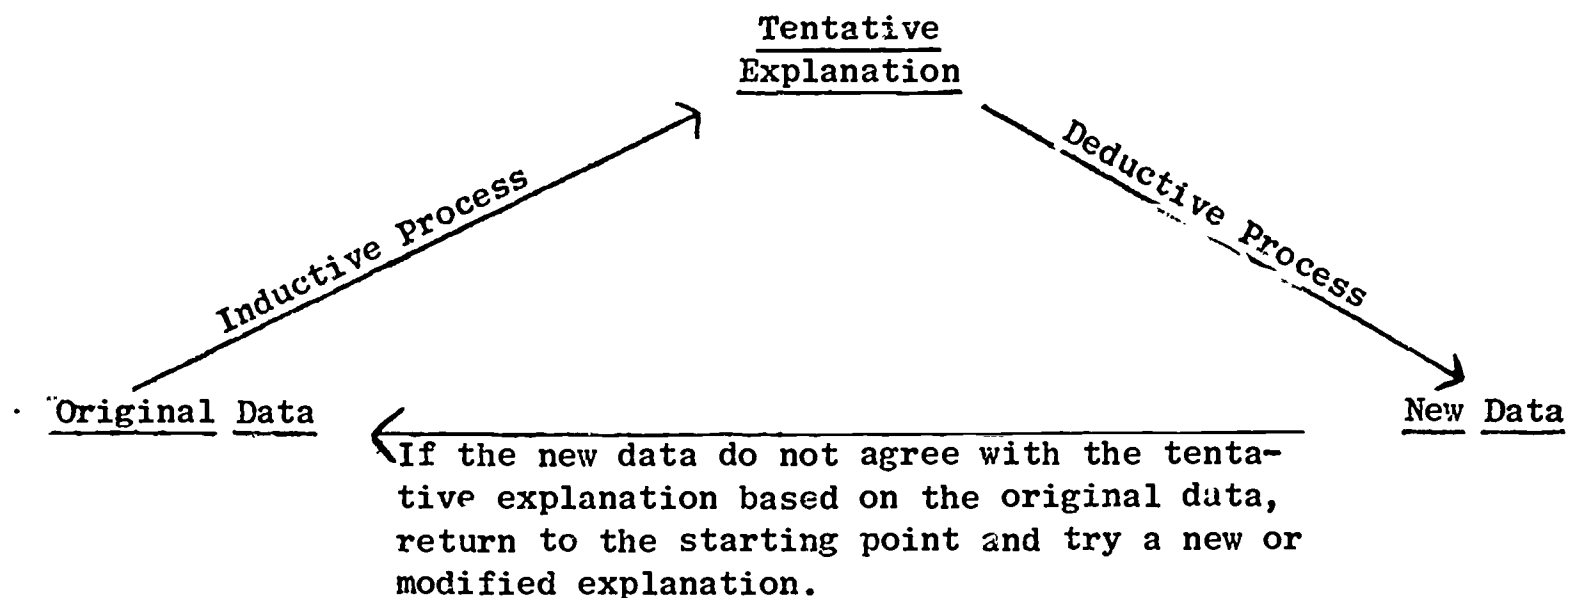 Tentative
Explanation
Inductive Process
Deductive Process
Original Data
New Data
If the new data do not agree with the tenta-
tive explanation based on the original data,
return to the starting point and try a new or
modified explanation.